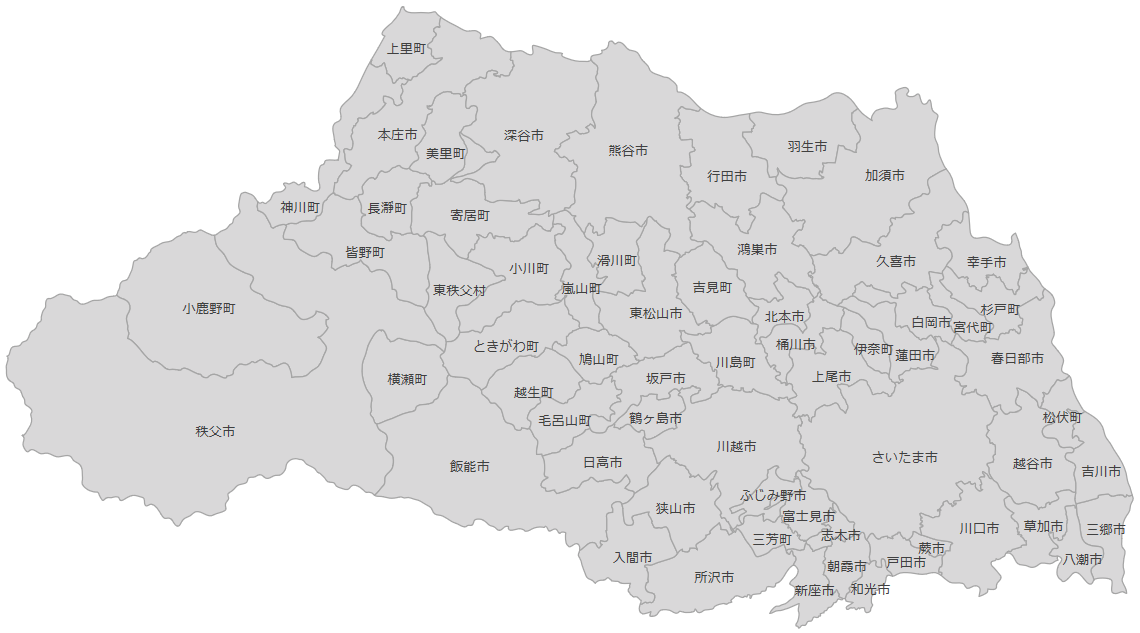 上里町
本庄市
美里町
深谷市
熊谷市
羽生市
行田市
加須市
神川町
長瀞町
寄居町
皆野町
小川町
滑川町
鴻巣市
久喜市
幸手市
東秩父村
嵐山町
吉見町
小鹿野町
東松山市
北本市
白岡市
杉戸町
宮代町
ときがわ町
鳩山町
川島町
桶川市
伊奈町
蓮田市
春日部市
横瀬町
越生町
坂戸市
上尾市
毛呂山町
鶴ヶ島市
松伏町
秩父市
飯能市
日高市
川越市
さいたま市
越谷市
吉川市
狭山市
ふじみ野市
富士見市
三芳町
志木市
川口市
草加市
三郷市
入間市
蕨市
戸田市
朝霞市
八潮市
所沢市
新座市
和光市